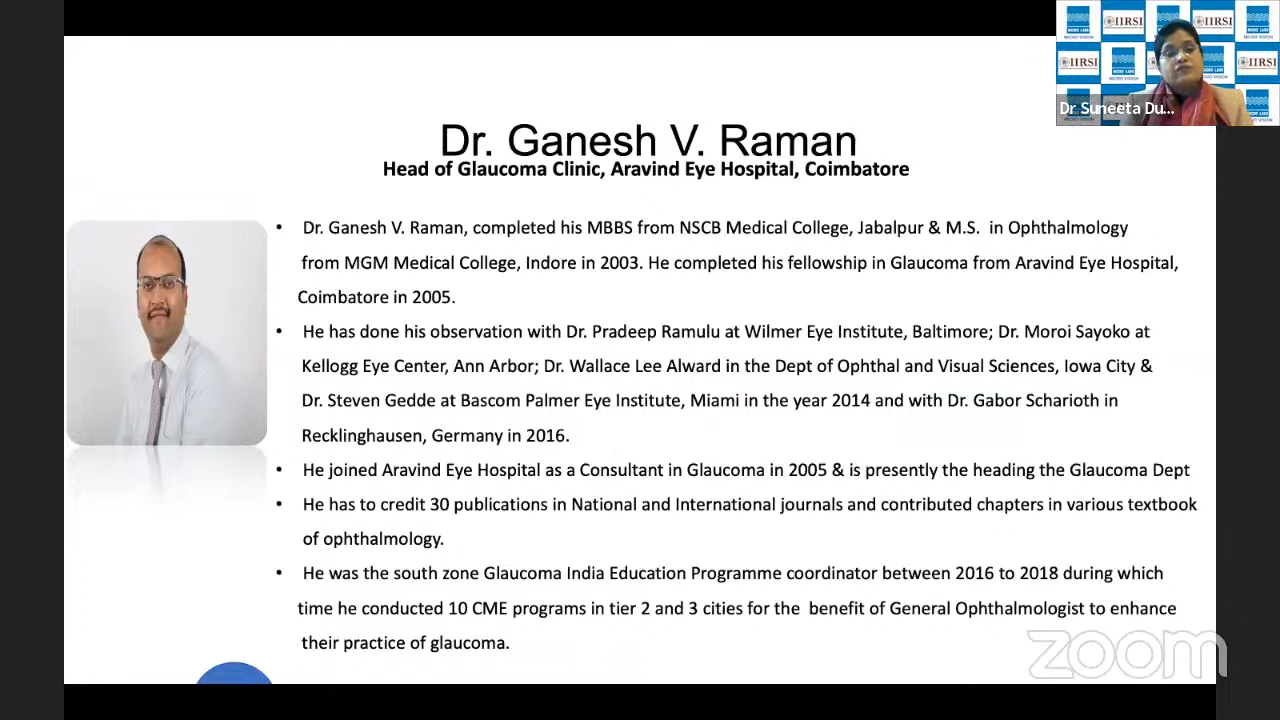 IIRSI
IIRSI
IIRSI
IIRSI
MICRO LABS
MICRO VISION
Dr Suneeta Du...
Dr. Ganesh V. Raman
Head of Glaucoma Clinic, Aravind Eye Hospital, Coimbatore
• Dr. Ganesh V. Raman, completed his MBBS from NSCB Medical College, Jabalpur & M.S. in Ophthalmology
from MGM Medical College, Indore in 2003. He completed his fellowship in Glaucoma from Aravind Eye Hospital,
Coimbatore in 2005.
• He has done his observation with Dr. Pradeep Ramulu at Wilmer Eye Institute, Baltimore; Dr. Moroi Sayoko at
Kellogg Eye Center, Ann Arbor; Dr. Wallace Lee Alward in the Dept of Ophthal and Visual Sciences, Iowa City &
Dr. Steven Gedde at Bascom Palmer Eye Institute, Miami in the year 2014 and with Dr. Gabor Scharioth in
Recklinghausen, Germany in 2016.
• He joined Aravind Eye Hospital as a Consultant in Glaucoma in 2005 & is presently the heading the Glaucoma Dept
• He has to credit 30 publications in National and International journals and contributed chapters in various textbook
of ophthalmology.
• He was the south zone Glaucoma India Education Programme coordinator between 2016 to 2018 during which
time he conducted 10 CME programs in tier 2 and 3 cities for the benefit of General Ophthalmologist to enhance
their practice of glaucoma.
zoom